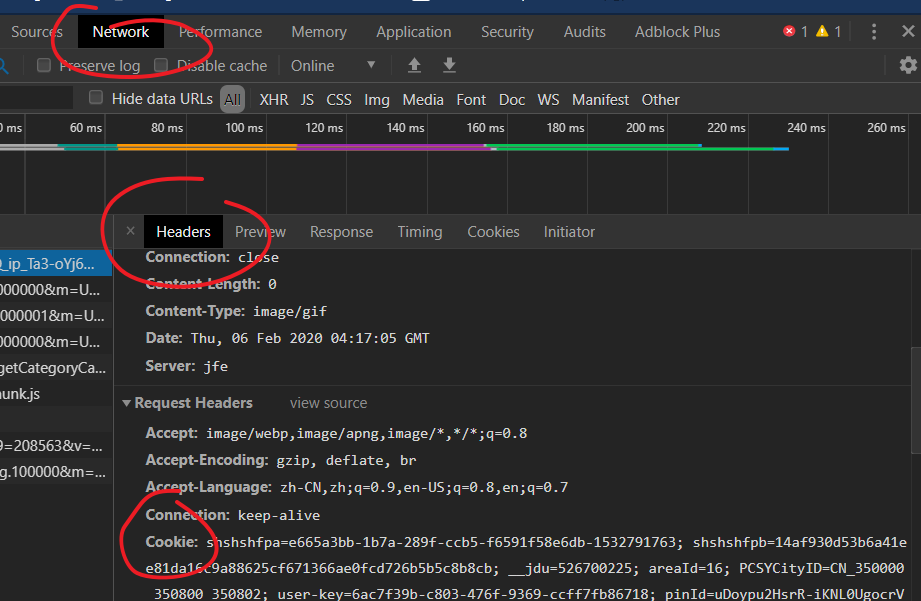 Sources Network Performance Memory Application Security Audits Adblock Plus 1 1
Preserve log Disable cache Online
Hide data URLs All XHR JS CSS Img Media Font Doc WS Manifest Other
0 ms 60 ms 80 ms 100 ms 120 ms 140 ms 160 ms 180 ms 200 ms 220 ms 240 ms 260 ms
× Headers Preview Response Timing Cookies Initiator
_ip_Ta3-oYj6...
000000&m=U...
000001&m=U...
000000&m=U...
getCategoryCa...
unk.js
9=208563&v=...
g.100000&m=...
Connection: close
Content-Length: 0
Content-Type: image/gif
Date: Thu, 06 Feb 2020 04:17:05 GMT
Server: jfe
Request Headers view source
Accept: image/webp,image/apng,image/*,*/*;q=0.8
Accept-Encoding: gzip, deflate, br
Accept-Language: zh-CN,zh;q=0.9,en-US;q=0.8,en;q=0.7
Connection: keep-alive
Cookie: shshshfpa=e665a3bb-1b7a-289f-ccb5-f6591f58e6db-1532791763; shshshfpb=14af930d53b6a41e
e81da16c9a88625cf671366ae0fcd726b5b5c8b8cb; __jdu=526700225; areaId=16; PCSYCityID=CN_350000
_350800_350802; user-key=6ac7f39b-c803-476f-9369-ccff7fb86718; pinId=uDoypu2HsrR-iKNL0UgocrV